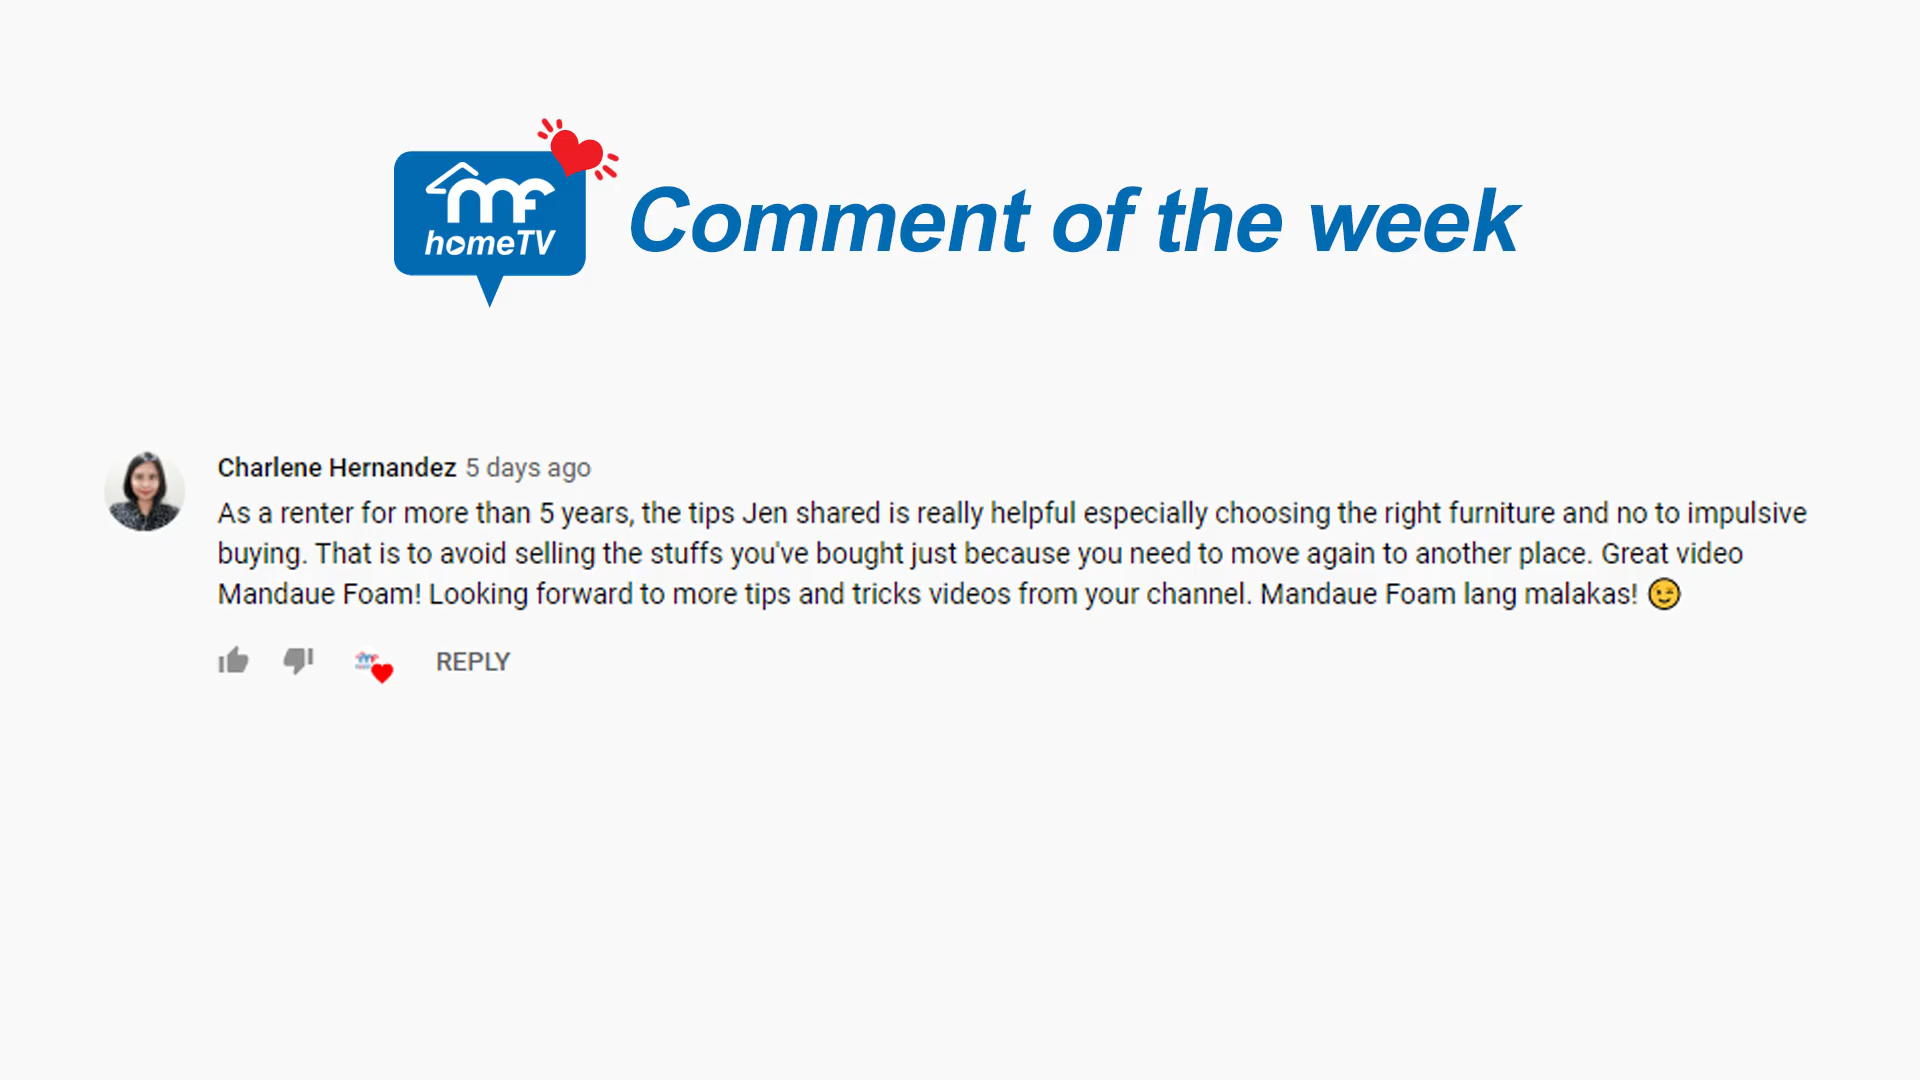 mf
homeTV
Comment of the week
Charlene Hernandez 5 days ago
As a renter for more than 5 years, the tips Jen shared is really helpful especially choosing the right furniture and no to impulsive
buying. That is to avoid selling the stuffs you've bought just because you need to move again to another place. Great video
Mandaue Foam! Looking forward to more tips and tricks videos from your channel. Mandaue Foam lang malakas! 😉
REPLY